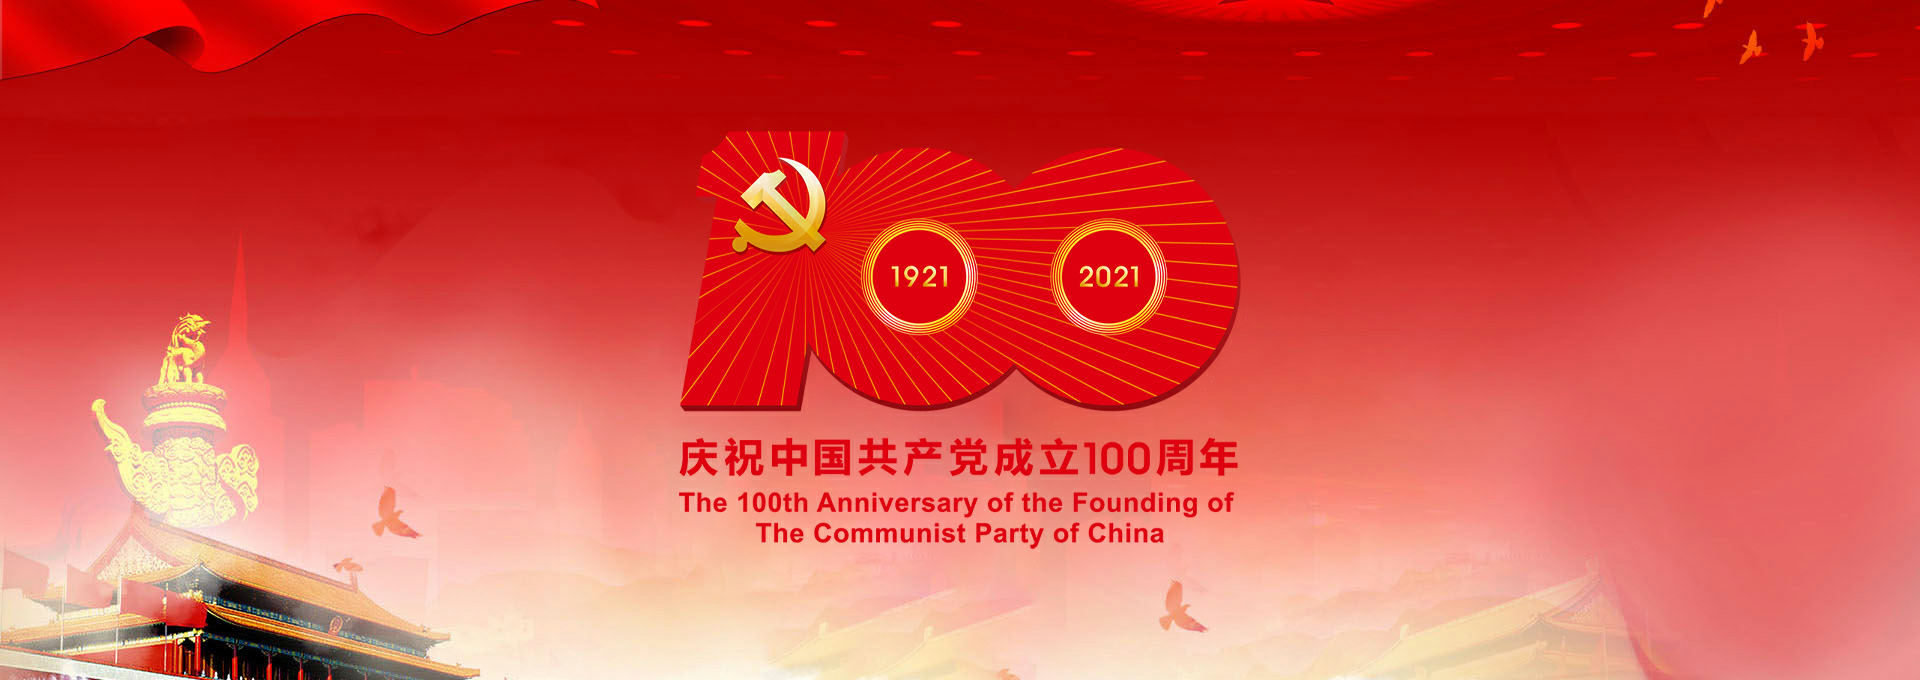 100
1921
2021
庆祝中国共产党成立100周年
The 100th Anniversary of the Founding of
The Communist Party of China